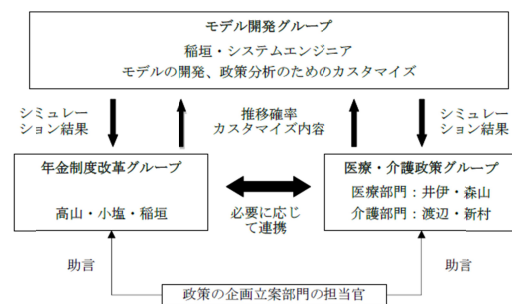 モデル開発グループ
稲垣・システムエンジニア
モデルの開発、政策分析のためのカスタマイズ
シミュレー
ション結果
推移確率
カスタマイズ内容
シミュレー
ション結果
年金制度改革グループ
高山・小塩・稲垣
必要に応じ
て連携
医療・介護政策グループ
医療部門：井伊・森山
介護部門：渡辺・新村
助言
助言
政策の企画立案部門の担当官